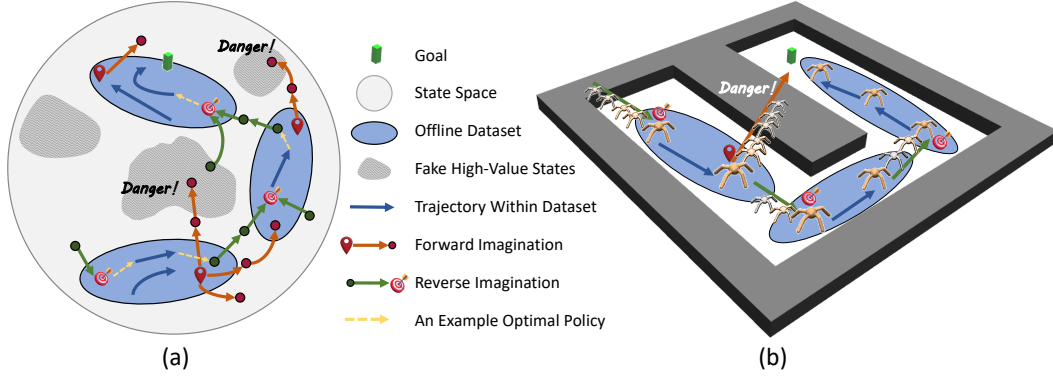 Danger!
Danger!
Goal
State Space
Offline Dataset
Fake High-Value States
Trajectory Within Dataset
Forward Imagination
Reverse Imagination
An Example Optimal Policy
Danger!
(a)
(b)